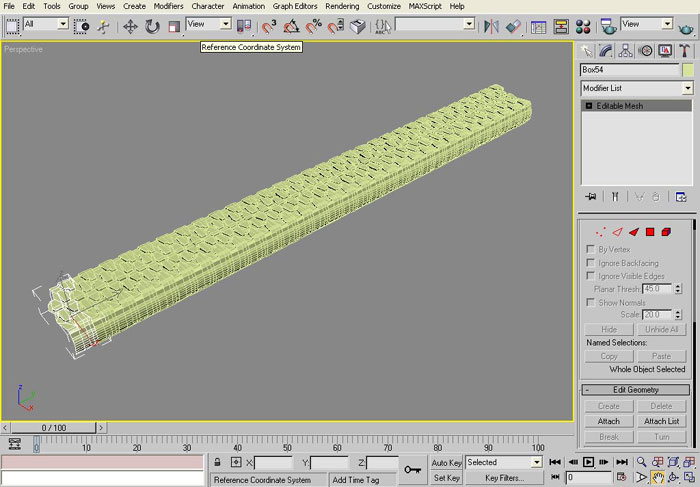 File Edit Tools Group Views Create Modifiers Character Animation Graph Editors Rendering Customize MAXScript Help
All View 3 % ABC View
Reference Coordinate System
Perspective
Box54
Modifier List
Editable Mesh
By Vertex
Ignore Backfacing
Ignore Visible Edges
Planar Thresh: 45.0
Show Normals
Scale: 20.0
Hide Unhide All
Named Selections:
Copy Paste
Whole Object Selected
- Edit Geometry
Create Delete
Attach Attach List
Break Turn
z
x
< 0 / 100 >
0 10 20 30 40 50 60 70 80 90 100
X: Y: Z: Auto Key Selected
Set Key Key Filters... 0
Reference Coordinate System Add Time Tag